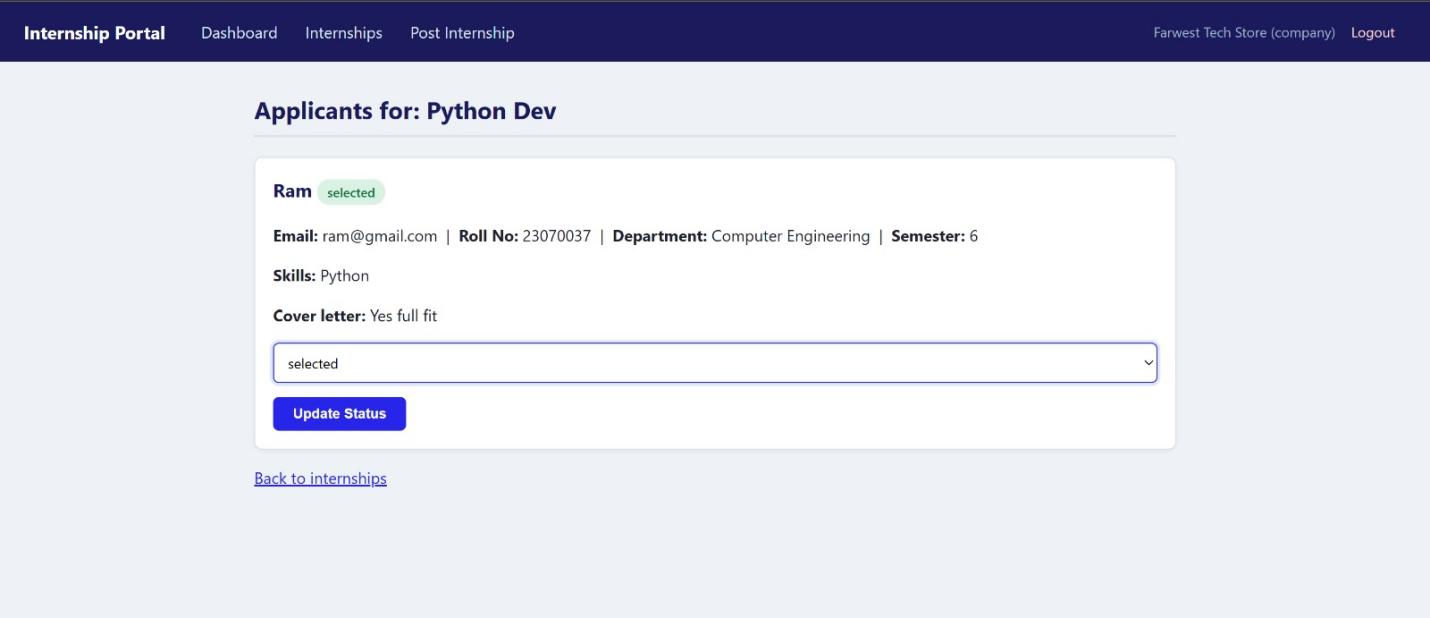 Internship Portal Dashboard Internships Post Internship Farwest Tech Store (company) Logout
Applicants for: Python Dev
Ram selected
Email: ram@gmail.com | Roll No: 23070037 | Department: Computer Engineering | Semester: 6
Skills: Python
Cover letter: Yes full fit
selected
Update Status
Back to internships